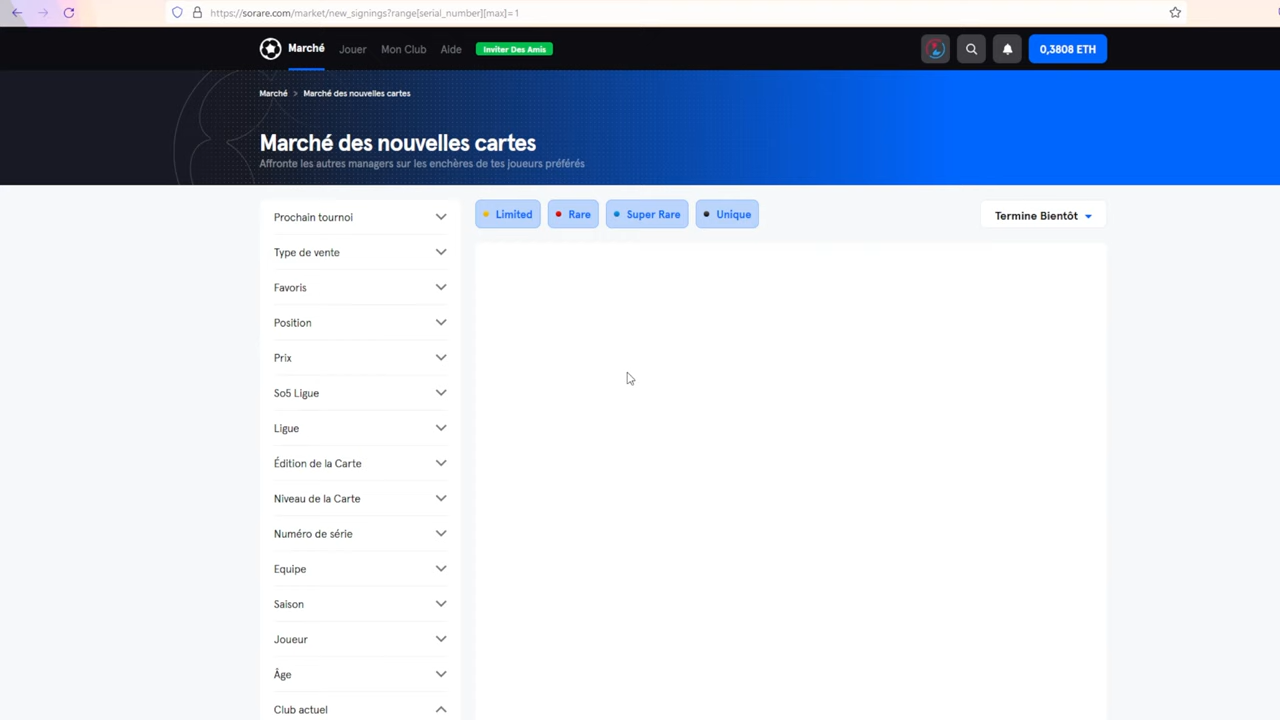 https://sorare.com/market/new_signings?range[serial_number][max]=1
Marché Jouer Mon Club Aide Inviter Des Amis 0,3808 ETH
Marché > Marché des nouvelles cartes
Marché des nouvelles cartes
Affronte les autres managers sur les enchères de tes joueurs préférés
Limited Rare Super Rare Unique Termine Bientôt
Prochain tournoi
Type de vente
Favoris
Position
Prix
So5 Ligue
Ligue
Édition de la Carte
Niveau de la Carte
Numéro de série
Equipe
Saison
Joueur
Âge
Club actuel